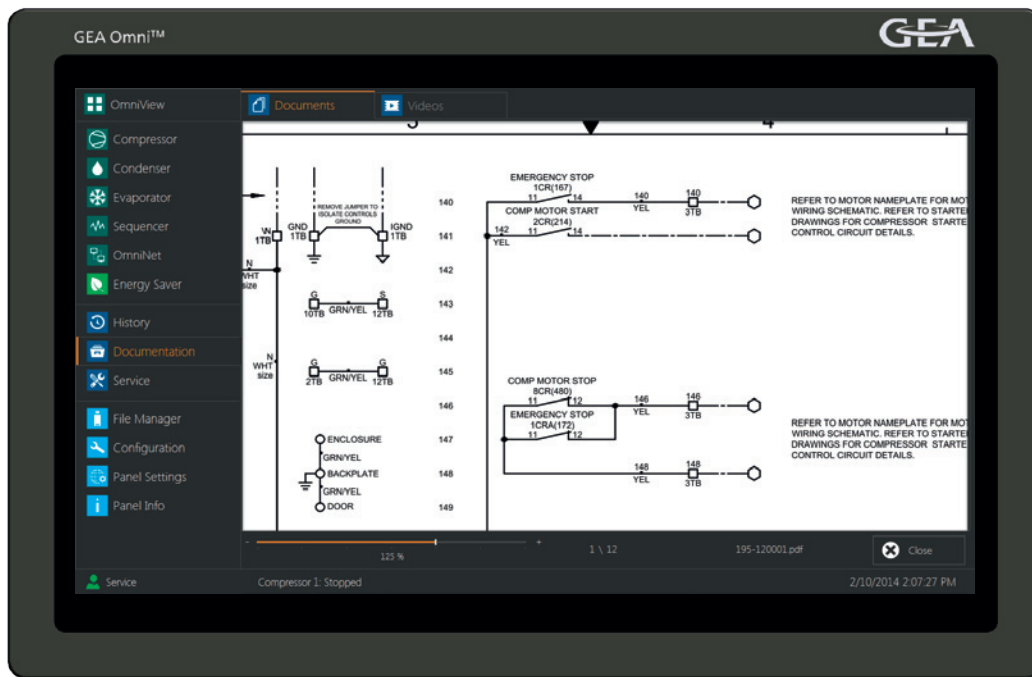 GEA Omni™
GEA
OmniView
Documents
Videos
Compressor
Condenser
Evaporator
Sequencer
OmniNet
Energy Saver
History
Documentation
Service
File Manager
Configuration
Panel Settings
Panel Info
3
4
REMOVE JUMPER TO
ISOLATE CONTROLS
GROUND
GND
1TB
IGND
1TB
1TB
N
WHT
size
G
10TB
GRN/YEL
S
12TB
N
WHT
size
G
2TB
GRN/YEL
G
12TB
ENCLOSURE
GRN/YEL
BACKPLATE
GRN/YEL
DOOR
140
141
142
143
144
145
146
147
148
149
EMERGENCY STOP
1CR(167)
11 14
140
YEL
140
3TB
COMP MOTOR START
2CR(214)
142
YEL
11 14
REFER TO MOTOR NAMEPLATE FOR MOT
WIRING SCHEMATIC. REFER TO STARTE
DRAWINGS FOR COMPRESSOR STARTE
CONTROL CIRCUIT DETAILS.
COMP MOTOR STOP
8CR(480)
11 12
146
YEL
146
3TB
EMERGENCY STOP
1CRA(172)
11 12
148
YEL
148
3TB
REFER TO MOTOR NAMEPLATE FOR MOT
WIRING SCHEMATIC. REFER TO STARTE
DRAWINGS FOR COMPRESSOR STARTE
CONTROL CIRCUIT DETAILS.
- +
125 %
1 \ 12
195-120001.pdf
Close
Service
Compressor 1: Stopped
2/10/2014 2:07:27 PM